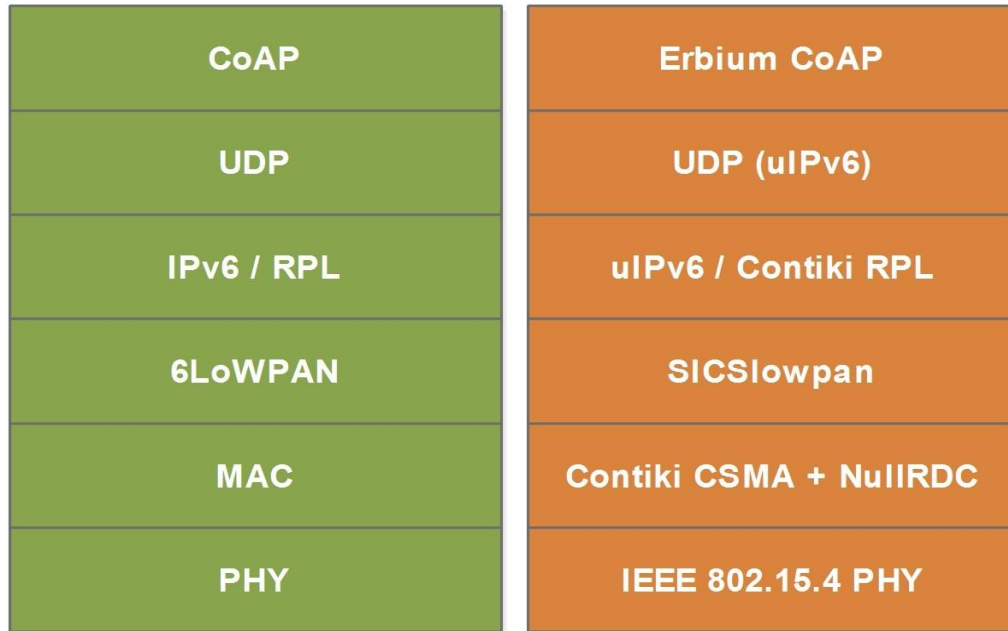 CoAP
Erbium CoAP
UDP
UDP (uIPv6)
IPv6 / RPL
uIPv6 / Contiki RPL
6LoWPAN
SICSlowpan
MAC
Contiki CSMA + NullRDC
PHY
IEEE 802.15.4 PHY